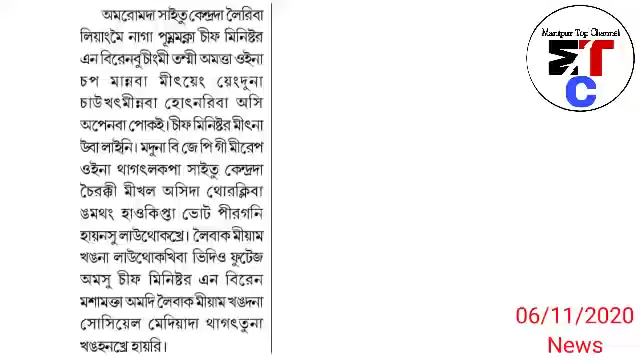 অমরোমদা সাইতু কেন্দ্রদা লৈরিবা
লিয়াংমৈ নাগা পুম্নমক্না চীফ মিনিষ্টর
এন বিরেনবু চীংমী তম্মী অমত্তা ওইনা
চপ মান্নবা মীৎয়েং য়েংদুনা
চাউখৎমীন্নবা হোৎনরিবা অসি
অপেনবা পোকই। চীফ মিনিষ্টর মীৎনা
উবা লাইনি। মদুনা বি জে পি গী মীরেপ
ওইনা থাগৎলকপা সাইতু কেন্দ্রদা
চৈরক্কী মীখল অসিদা থোরক্লিবা
ঙমথং হাওকিপ্তা ভোট পীরগনি
হায়নসু লাউথোকখ্রে। লৈবাক মীয়াম
খঙনা লাউথোকখিবা ভিদিও ফুটেজ
অমসু চীফ মিনিষ্টর এন বিরেন
মশামক্তা অমদি লৈবাক মীয়াম খঙদনা
সোসিয়েল মেদিয়াদা থাগৎতুনা
খঙহনখ্রে হায়রি।
Manipur Top Channel
MTC
06/11/2020
News